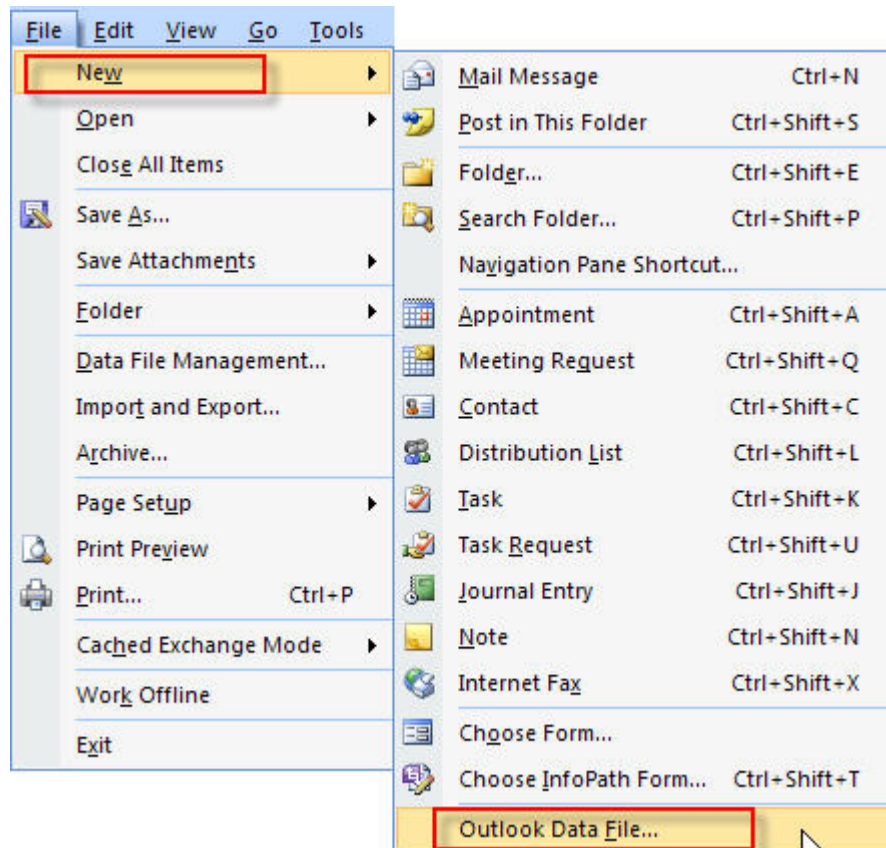 File Edit View Go Tools
New
Open
Close All Items
Save As...
Save Attachments
Folder
Data File Management...
Import and Export...
Archive...
Page Setup
Print Preview
Print... Ctrl+P
Cached Exchange Mode
Work Offline
Exit
Mail Message Ctrl+N
Post in This Folder Ctrl+Shift+S
Folder... Ctrl+Shift+E
Search Folder... Ctrl+Shift+P
Navigation Pane Shortcut...
Appointment Ctrl+Shift+A
Meeting Request Ctrl+Shift+Q
Contact Ctrl+Shift+C
Distribution List Ctrl+Shift+L
Task Ctrl+Shift+K
Task Request Ctrl+Shift+U
Journal Entry Ctrl+Shift+J
Note Ctrl+Shift+N
Internet Fax Ctrl+Shift+X
Choose Form...
Choose InfoPath Form... Ctrl+Shift+T
Outlook Data File...